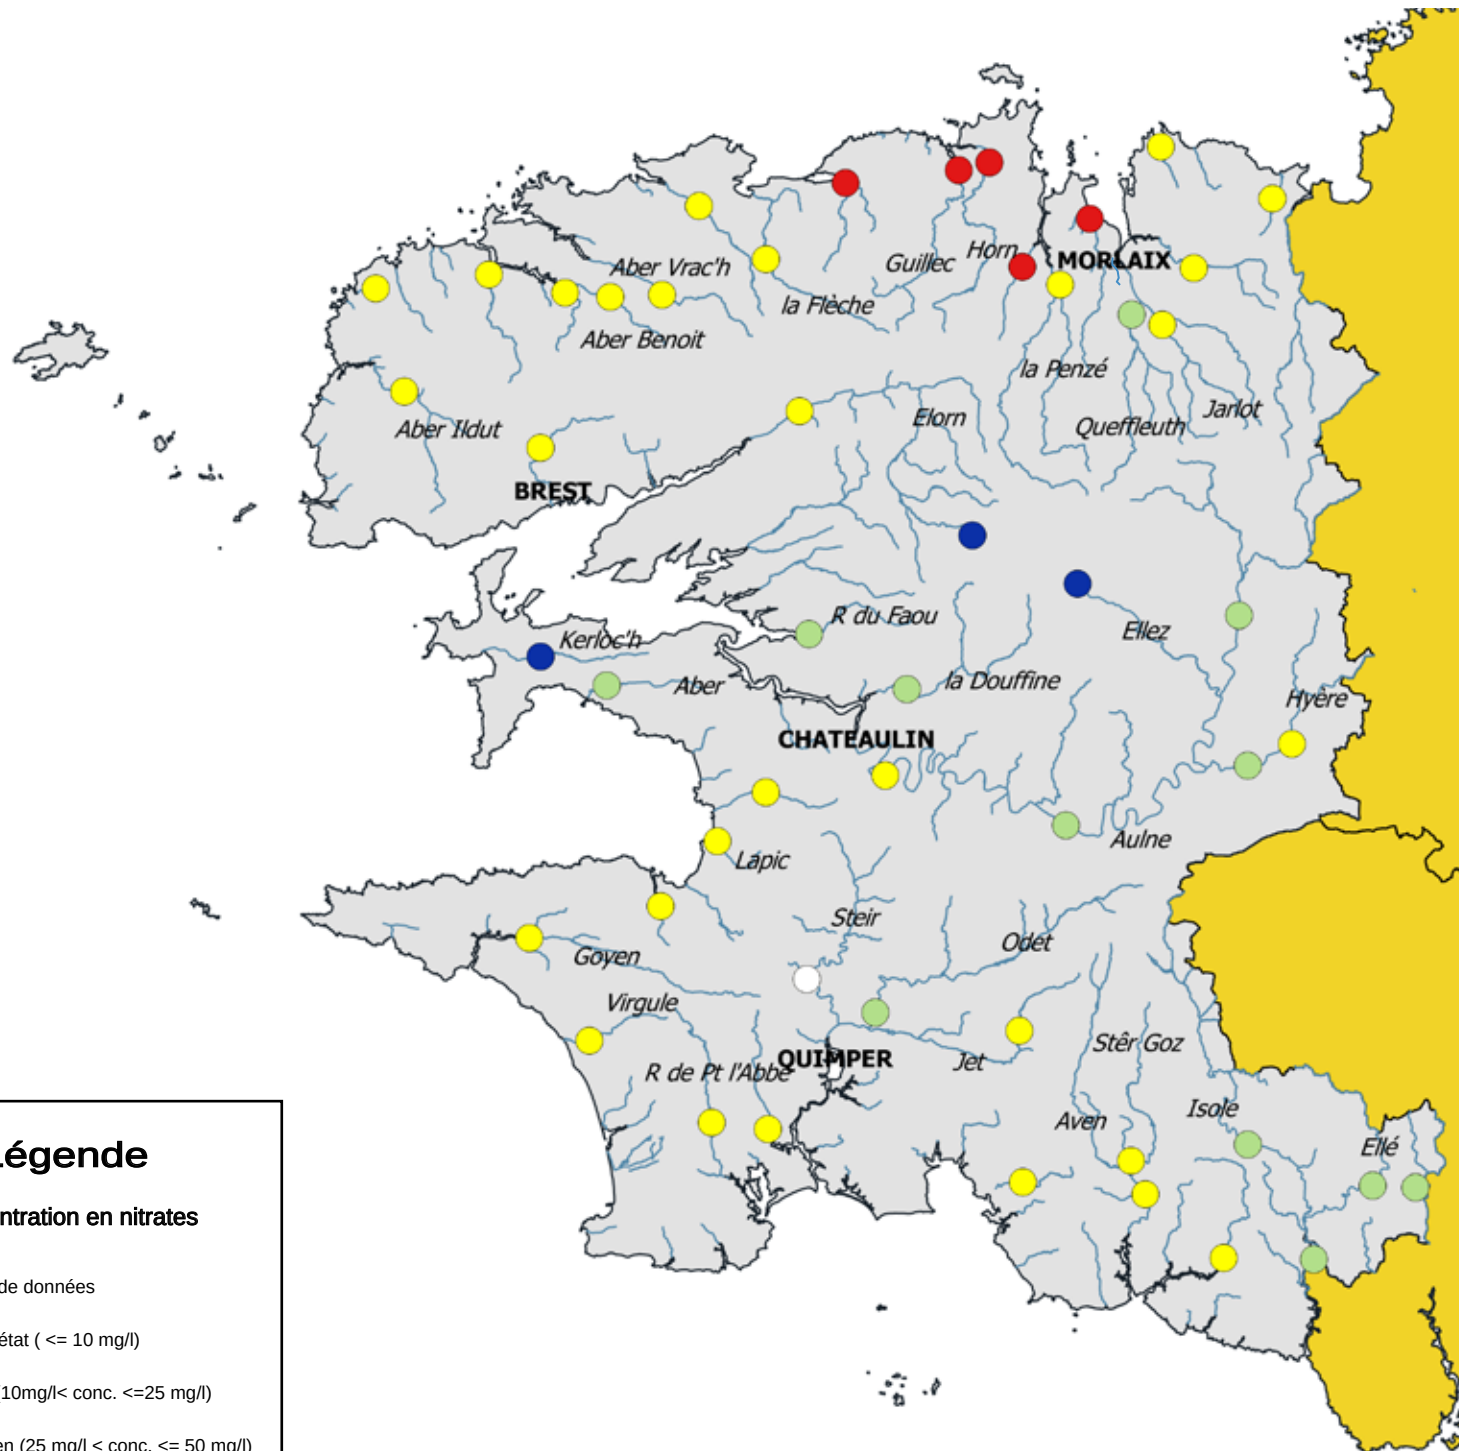 Horn
MORLAIX
Guillec
Aber Vrac'h
la Flèche
Aber Benoit
la Penzé
Jarlot
Elorn
Queffleuth
Aber Ildut
BREST
R du Faou
Ellez
Kerloc'h
la Douffine
Aber
Hyère
CHATEAULIN
Aulne
Lapic
Steir
Odet
Goyen
Virgule
Stêr Goz
QUIMPER
Jet
R de Pt l'Abbé
Isole
Aven
Ellé
Légende
ntration en nitrates
de données
état ( <= 10 mg/l)
(10mg/l< conc. <=25 mg/l)
en (25 mg/l < conc. <= 50 mg/l)